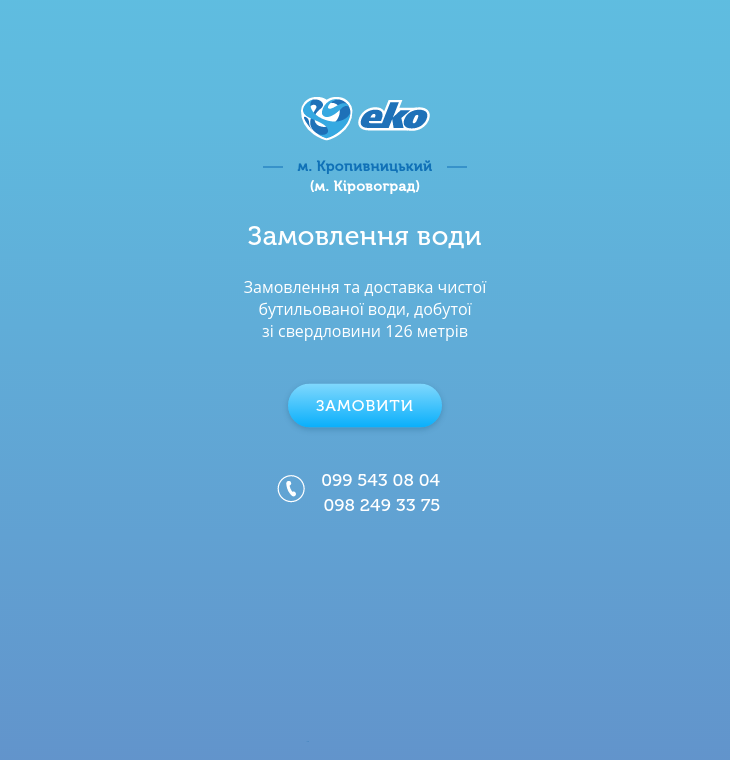 eko
м. Кропивницький
(м. Кіровоград)
Замовлення води
Замовлення та доставка чистої
бутильованої води, добутої
зі свердловини 126 метрів
ЗАМОВИТИ
099 543 08 04
098 249 33 75